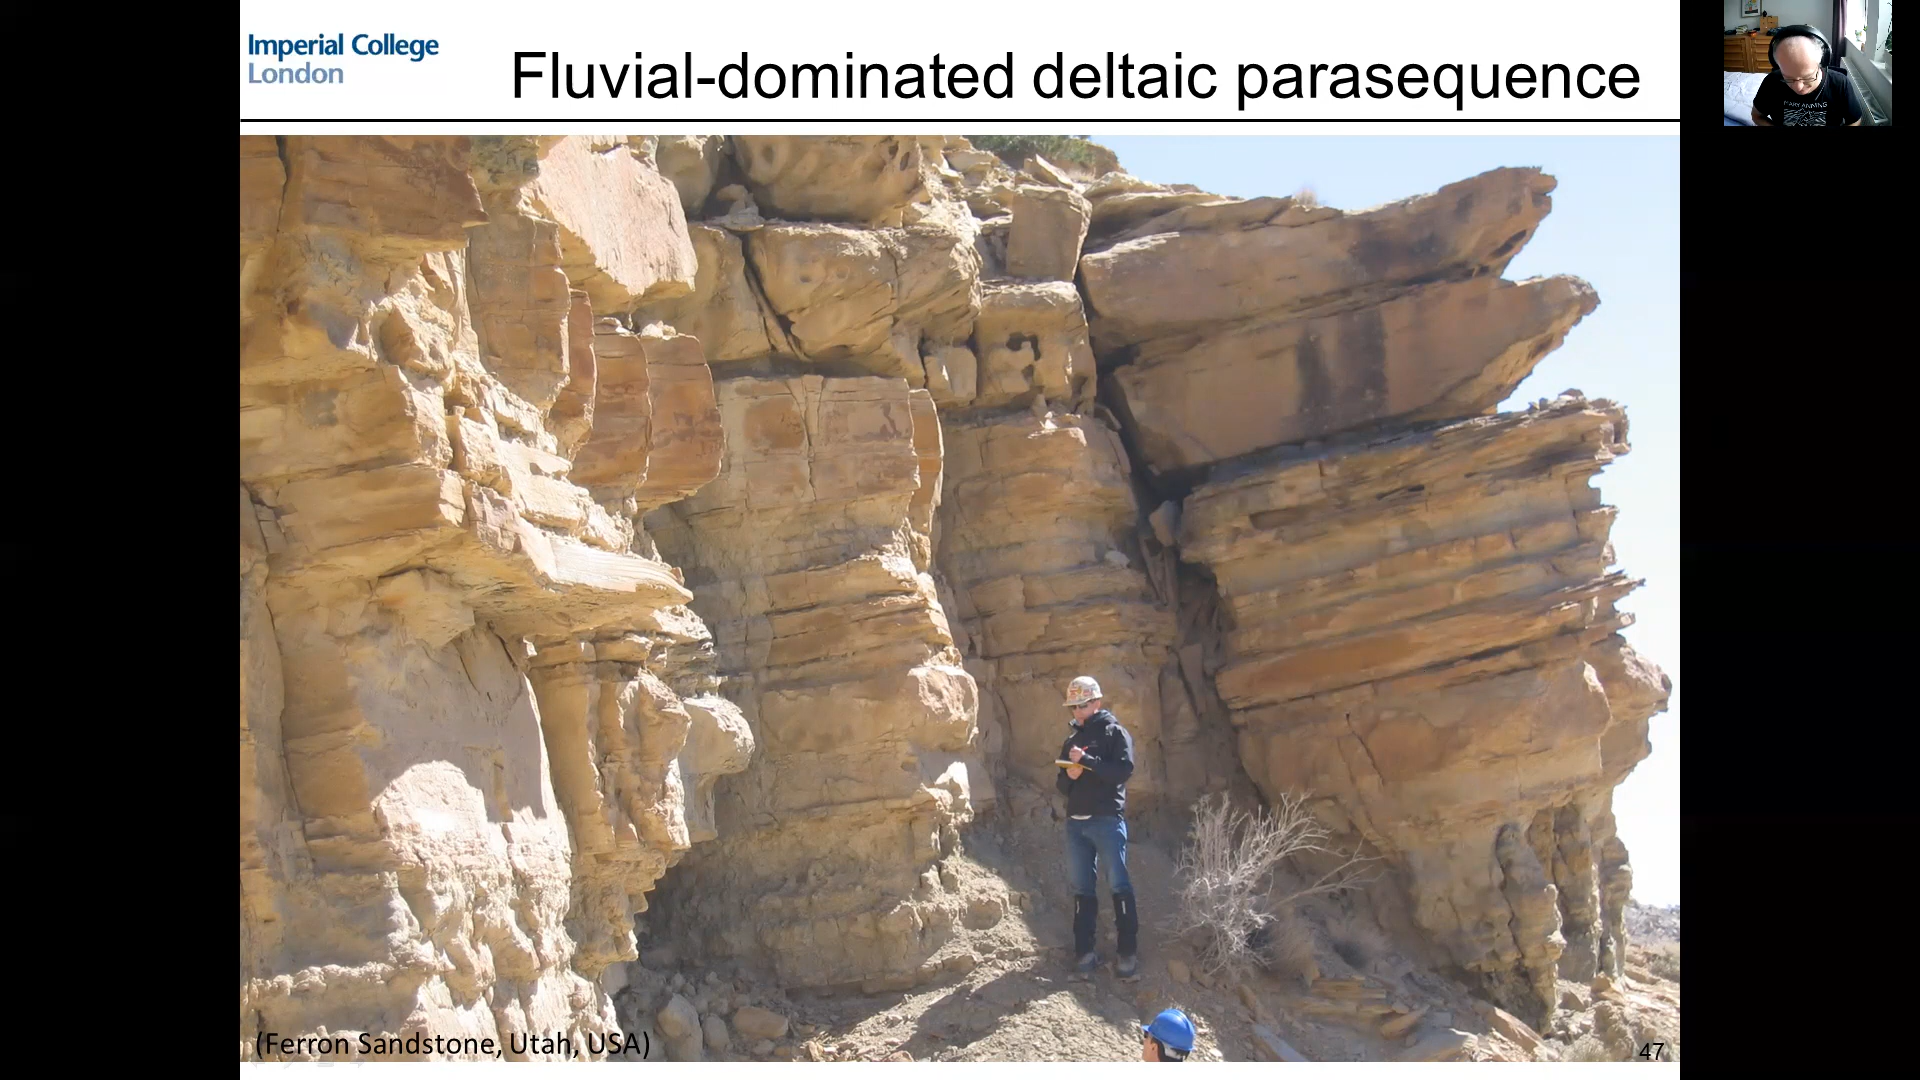 Imperial College
London
Fluvial-dominated deltaic parasequence
(Ferron Sandstone, Utah, USA)
47